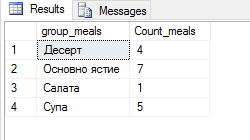 Results Messages
group_meals Count_meals
1 Десерт 4
2 Основно ястие 7
3 Салата 1
4 Супа 5